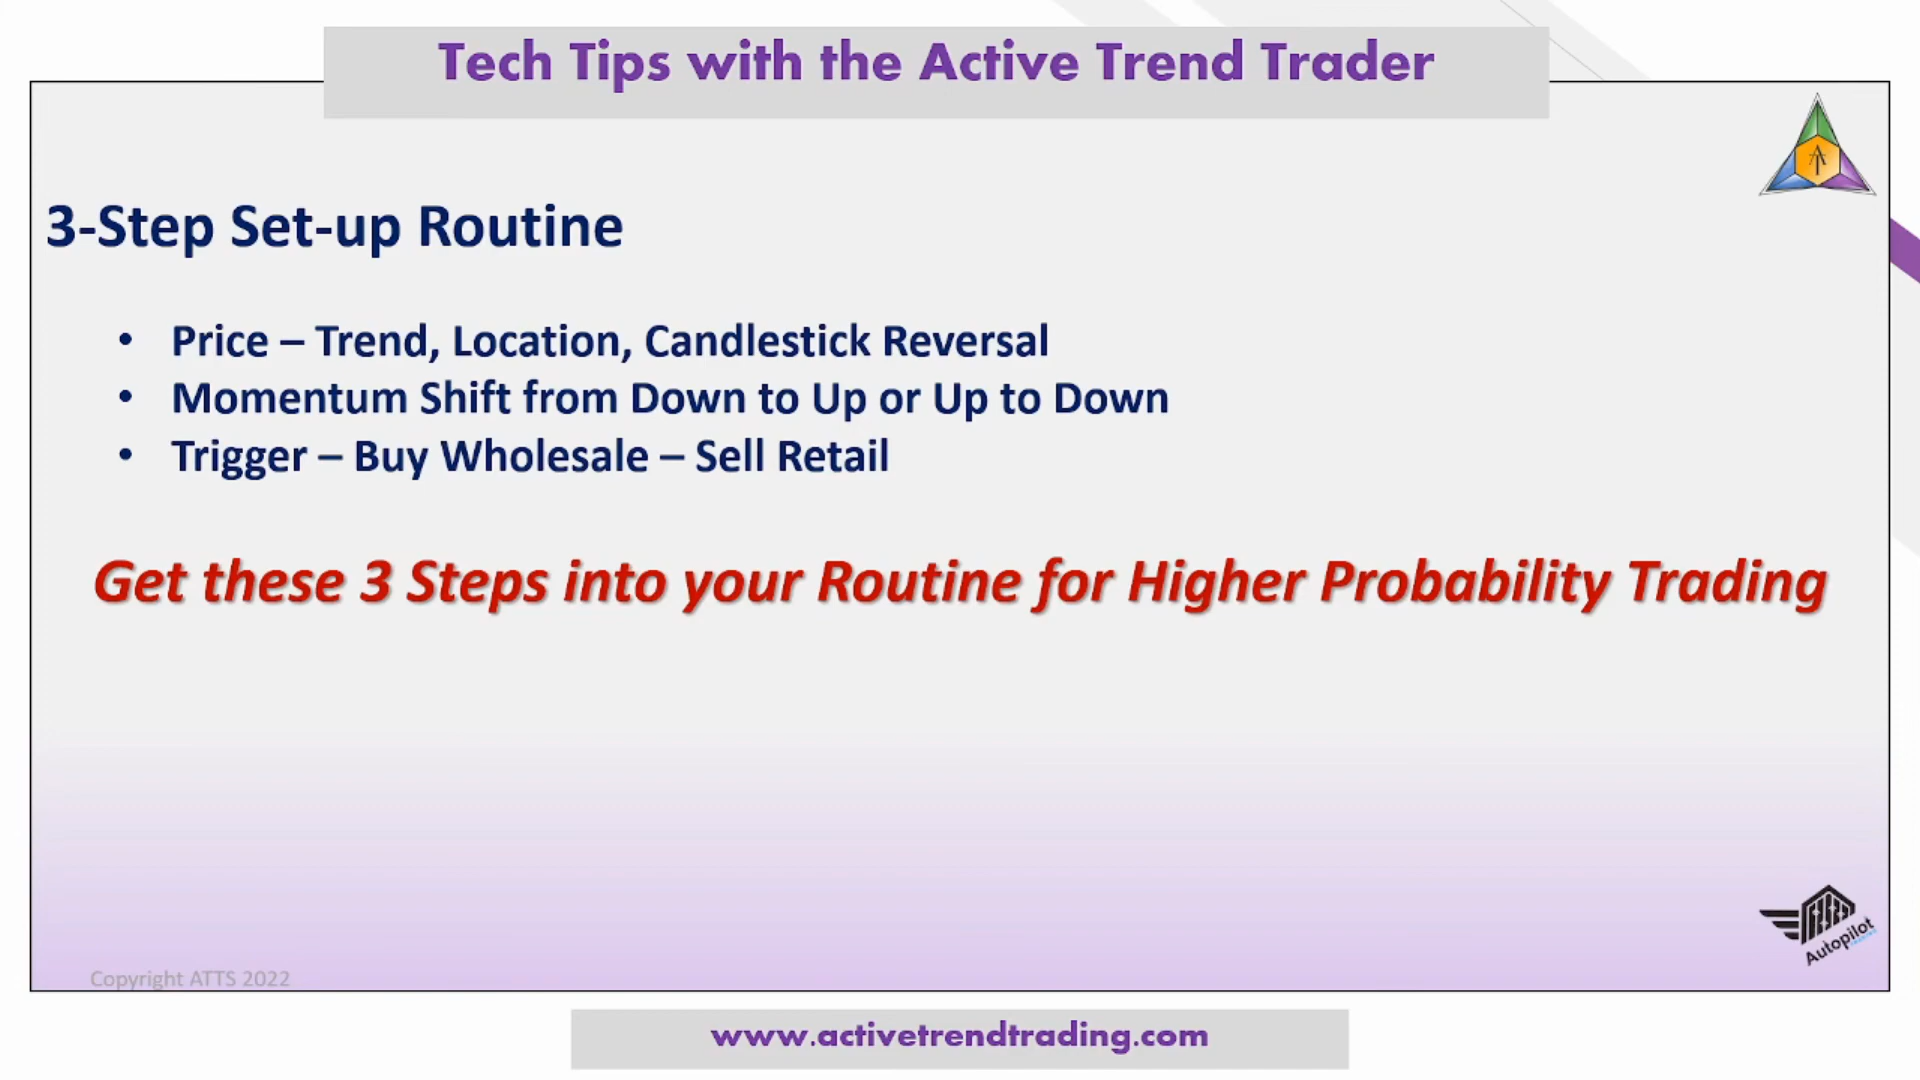 Tech Tips with the Active Trend Trader
3-Step Set-up Routine
• Price – Trend, Location, Candlestick Reversal
• Momentum Shift from Down to Up or Up to Down
• Trigger – Buy Wholesale – Sell Retail
Get these 3 Steps into your Routine for Higher Probability Trading
Autopilot
Copyright ATTS 2022
www.activetrendtrading.com